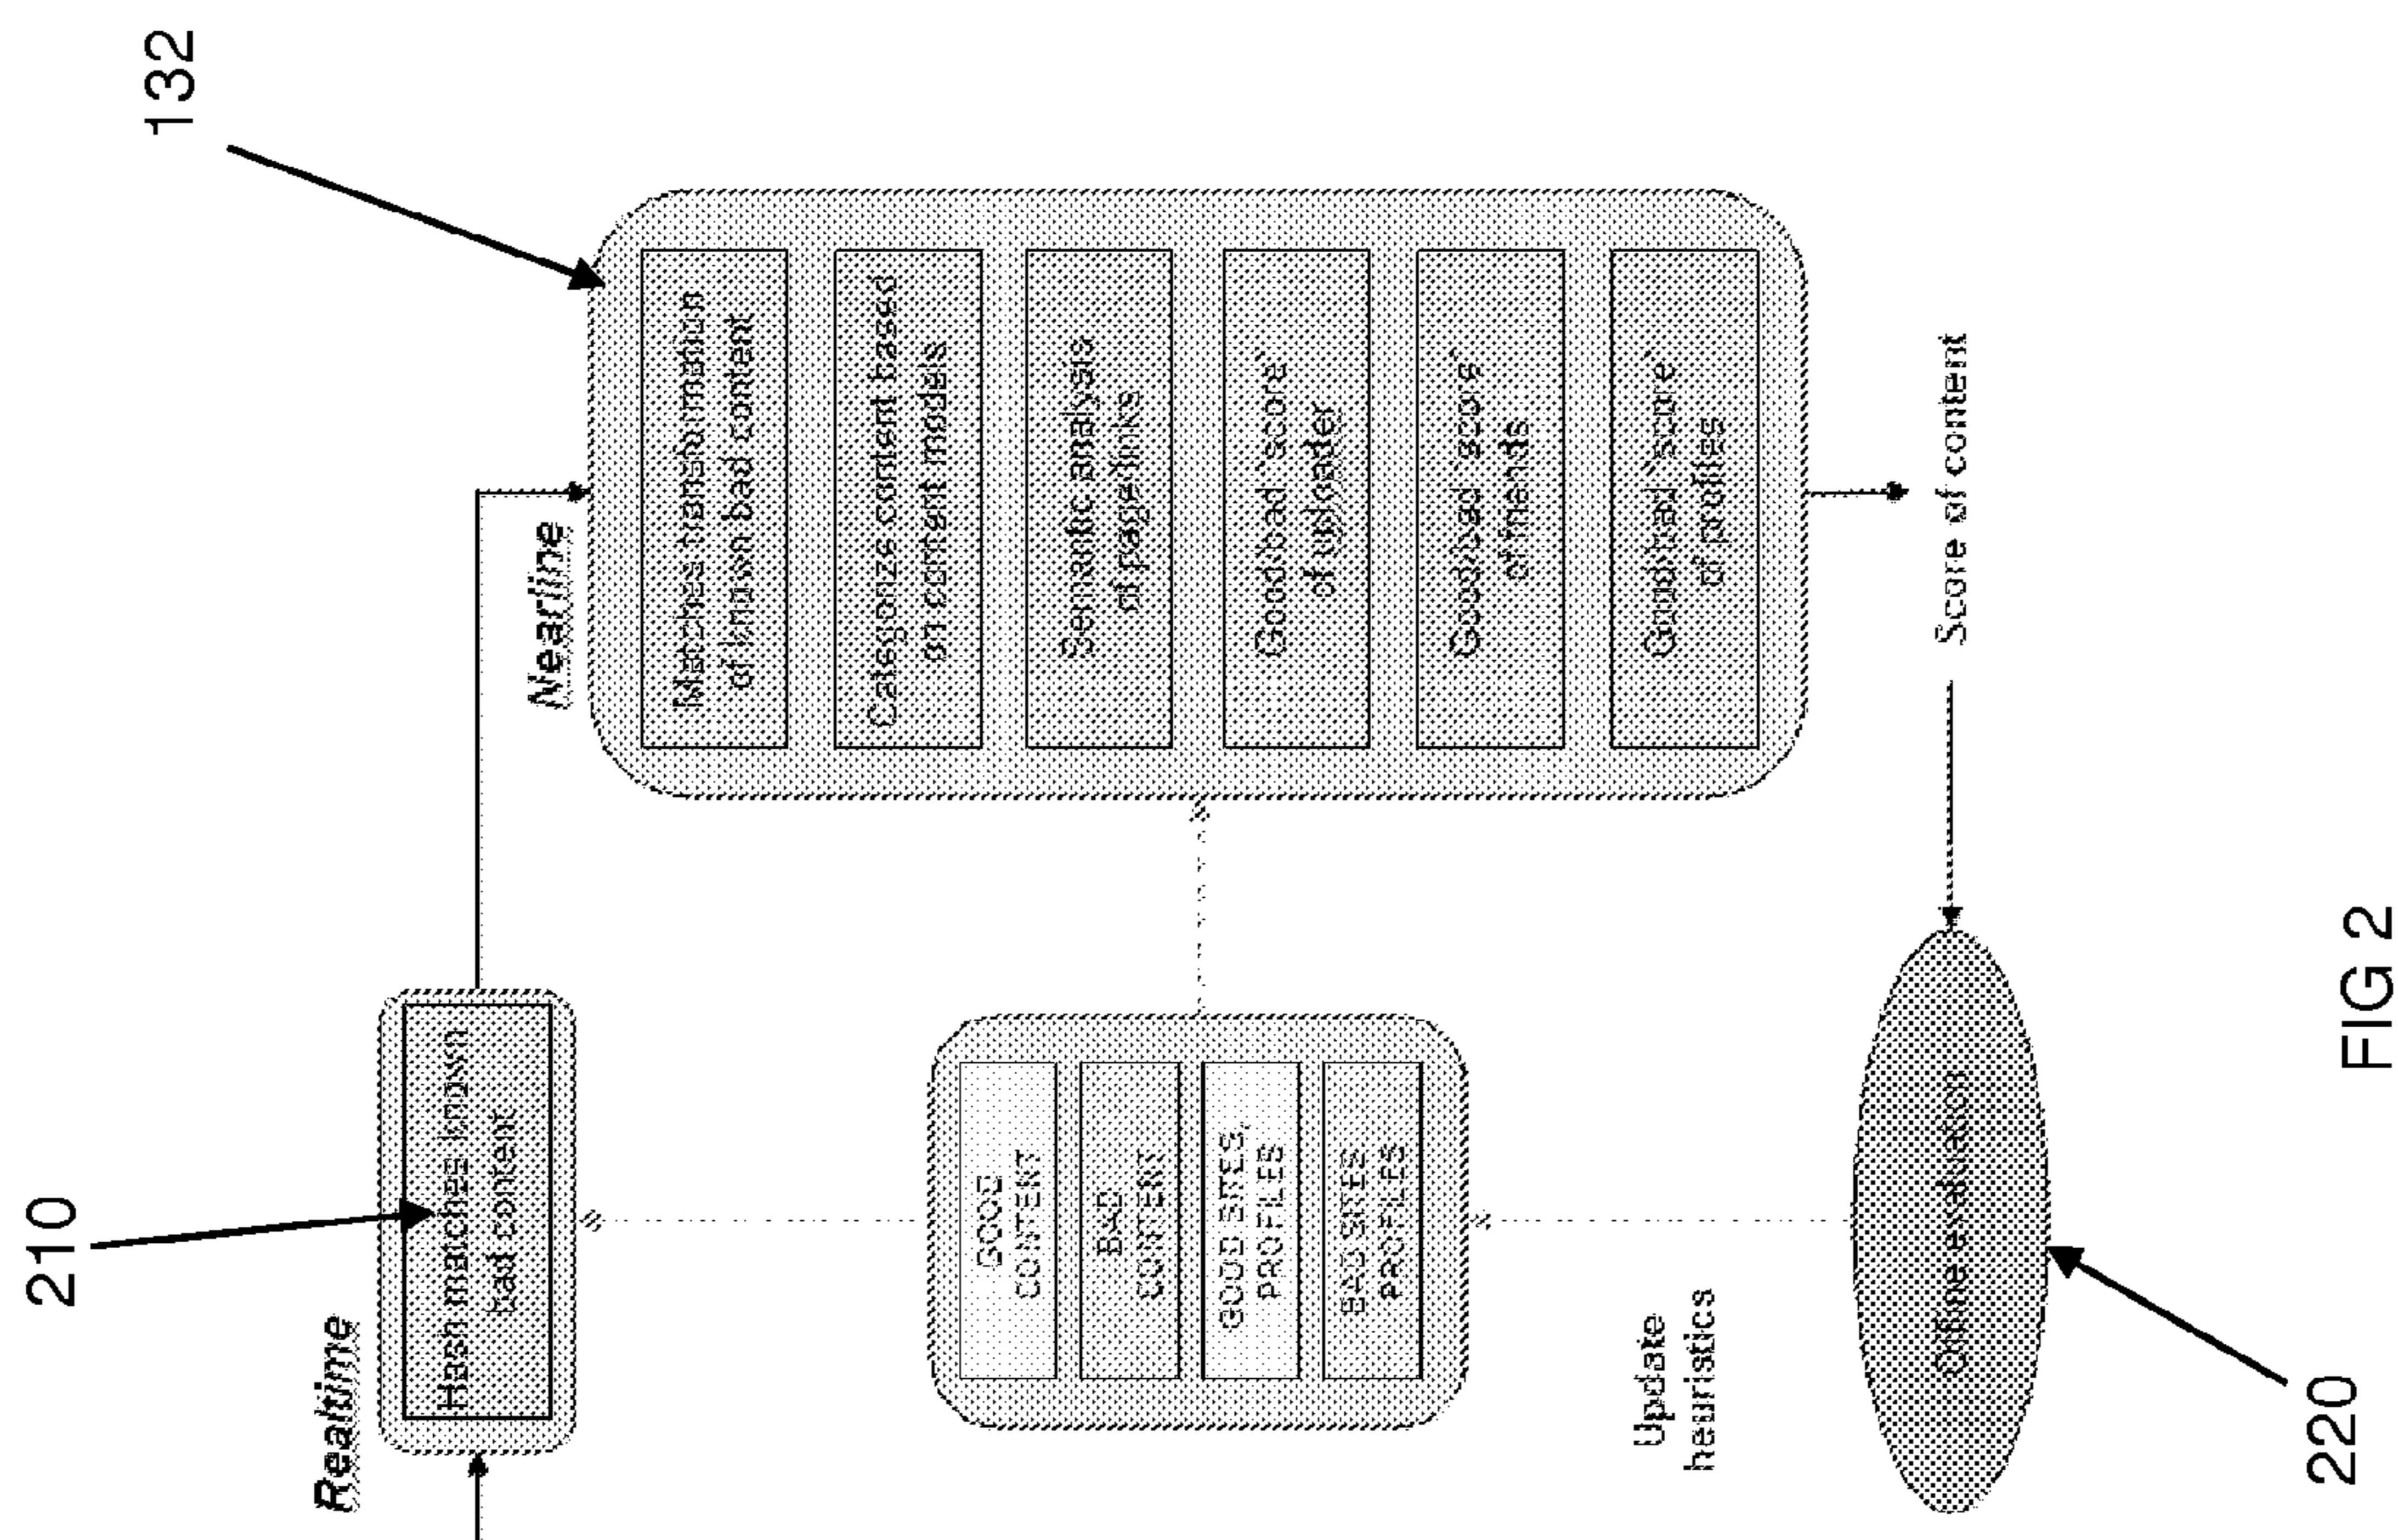 210
132
Realtime
Hash matches known
bad content
Nearline
Matches transformation
of known bad content
Categorize content based
on content models
Semantic analysis
of page/links
Good/bad 'score'
of uploader
Good/bad 'score'
of friends
Good/bad 'score'
of profiles
GOOD
CONTENT
BAD
CONTENT
GOOD SITES,
PROFILES
BAD SITES
PROFILES
Update
heuristics
Offline evaluation
Score of content
220
FIG 2